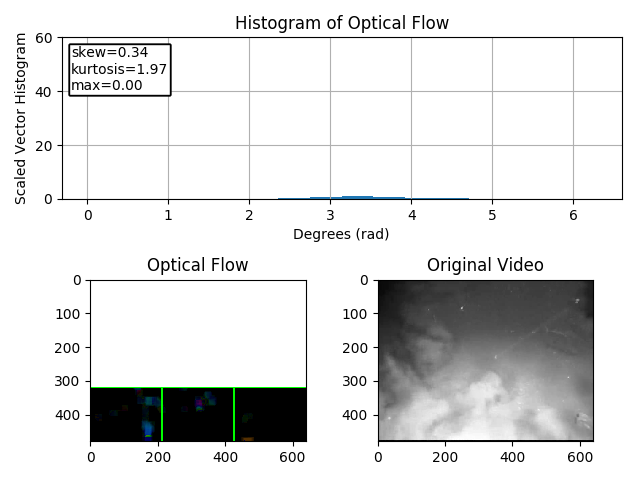 Histogram of Optical Flow
Scaled Vector Histogram
60
40
20
0
skew=0.34
kurtosis=1.97
max=0.00
0 1 2 3 4 5 6
Degrees (rad)
Optical Flow
0
100
200
300
400
0 200 400 600
Original Video
0
100
200
300
400
0 200 400 600